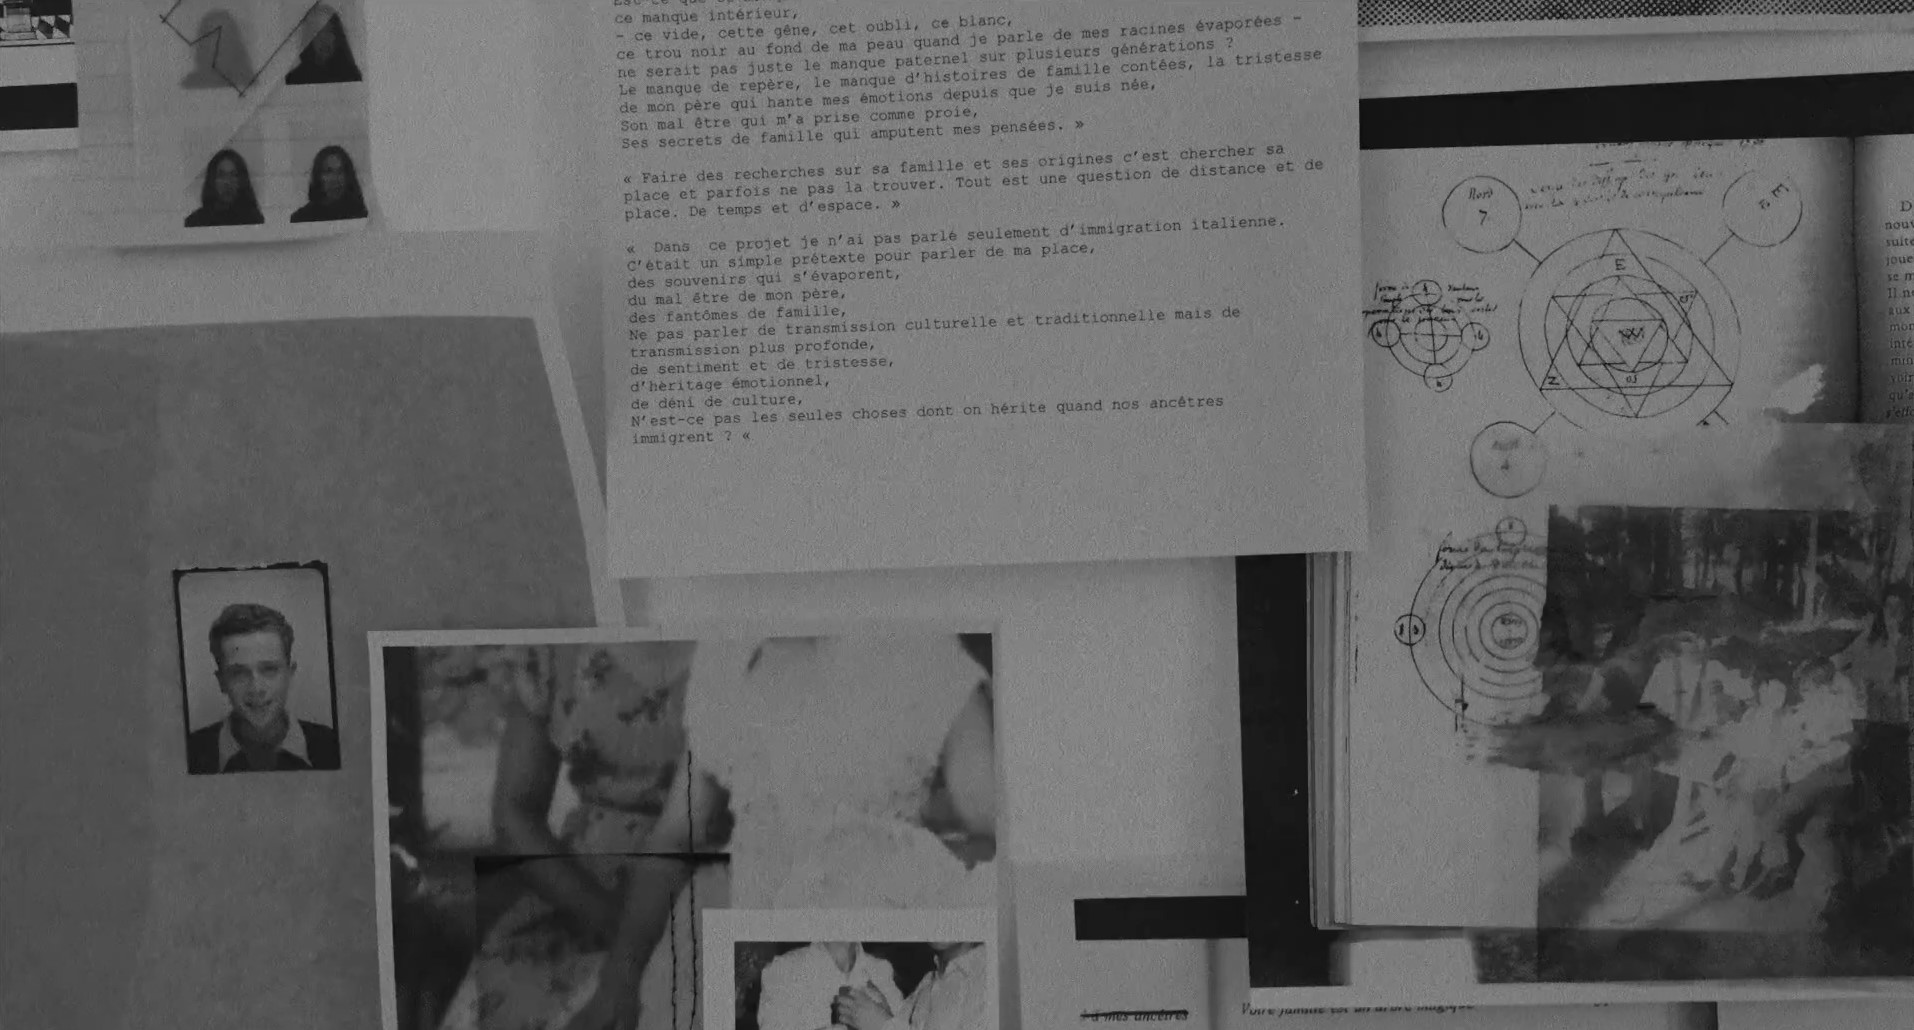 ce manque intérieur,
- ce vide, cette gêne, cet oubli, ce blanc,
ce trou noir au fond de ma peau quand je parle de mes racines évaporées -
ne serait pas juste le manque paternel sur plusieurs générations ?
Le manque de repère, le manque d'histoires de famille contées, la tristesse
de mon père qui hante mes émotions depuis que je suis née,
Son mal être qui m'a prise comme proie,
Ses secrets de famille qui amputent mes pensées. »
« Faire des recherches sur sa famille et ses origines c'est chercher sa
place et parfois ne pas la trouver. Tout est une question de distance et de
place. De temps et d'espace. »
« Dans ce projet je n'ai pas parlé seulement d'immigration italienne.
C'était un simple prétexte pour parler de ma place,
des souvenirs qui s'évaporent,
du mal être de mon père,
des fantômes de famille,
Ne pas parler de transmission culturelle et traditionnelle mais de
transmission plus profonde,
de sentiment et de tristesse,
d'héritage émotionnel,
de déni de culture,
N'est-ce pas les seules choses dont on hérite quand nos ancêtres
immigrent ? «
Nord
7
E
Z
4
à mes ancêtres
Votre famille est un arbre magique